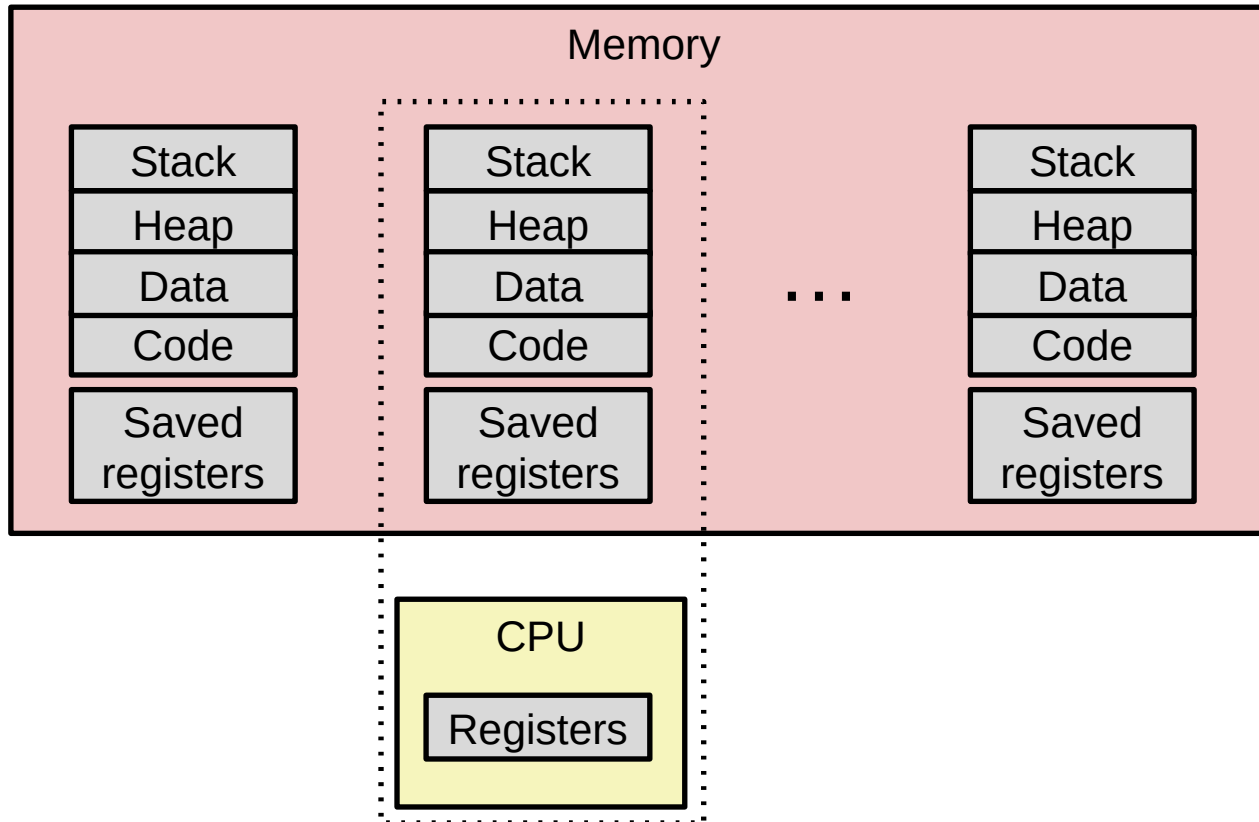 Memory
Stack
Heap
Data
Code
Saved
registers
Stack
Heap
Data
Code
Saved
registers
...
Stack
Heap
Data
Code
Saved
registers
CPU
Registers